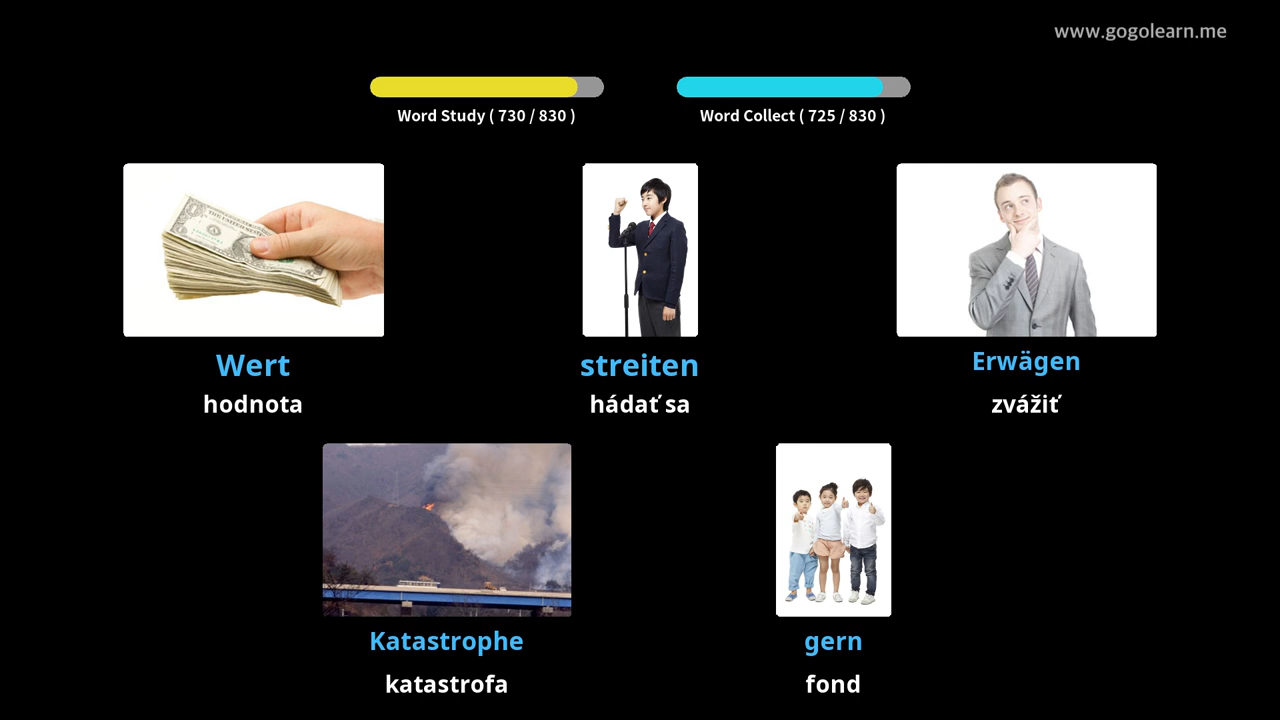 www.gogolearn.me
Word Study ( 730 / 830 )
Word Collect ( 725 / 830 )
Wert
hodnota
streiten
hádať sa
Erwägen
zvážiť
Katastrophe
katastrofa
gern
fond